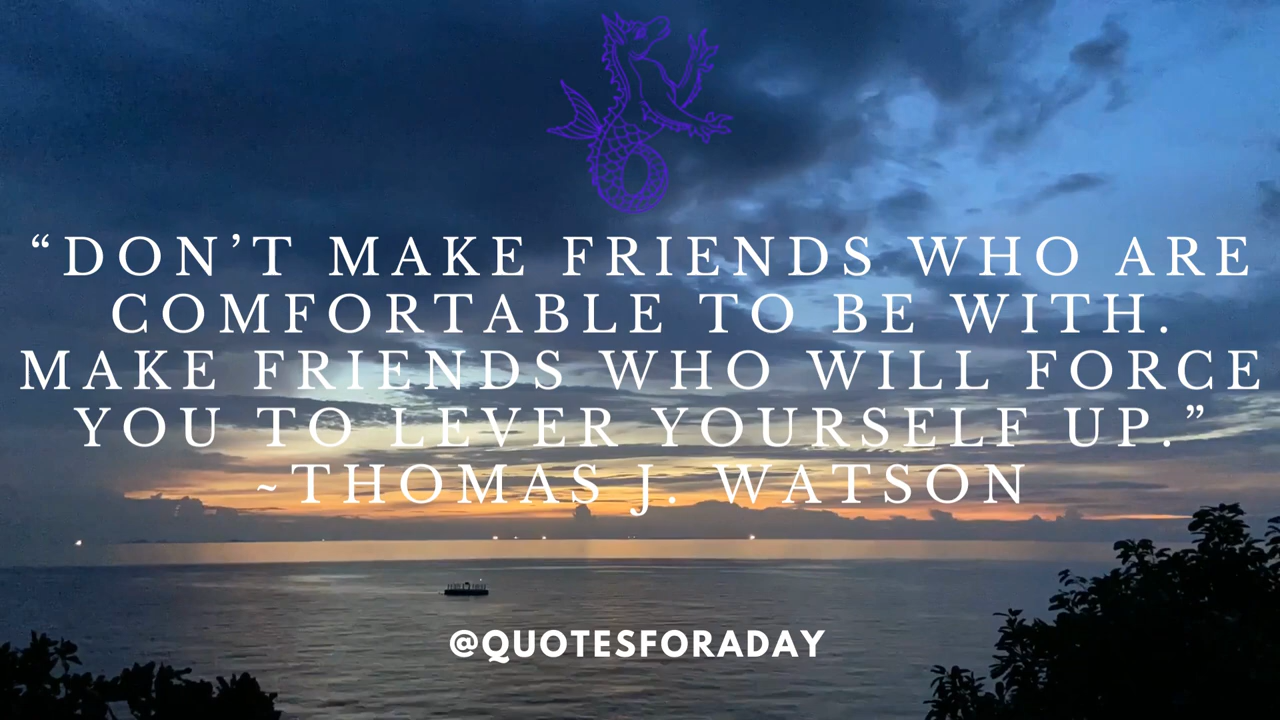 “DON’T MAKE FRIENDS WHO ARE
COMFORTABLE TO BE WITH.
MAKE FRIENDS WHO WILL FORCE
YOU TO LEVER YOURSELF UP.”
~THOMAS J. WATSON
@QUOTESFORADAY